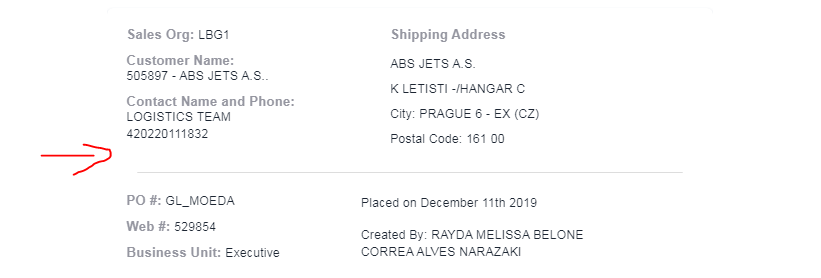 Sales Org: LBG1
Customer Name:
505897 - ABS JETS A.S..
Contact Name and Phone:
LOGISTICS TEAM
420220111832
Shipping Address
ABS JETS A.S.
K LETISTI -/HANGAR C
City: PRAGUE 6 - EX (CZ)
Postal Code: 161 00
PO #: GL_MOEDA
Web #: 529854
Business Unit: Executive
Placed on December 11th 2019
Created By: RAYDA MELISSA BELONE
CORREA ALVES NARAZAKI